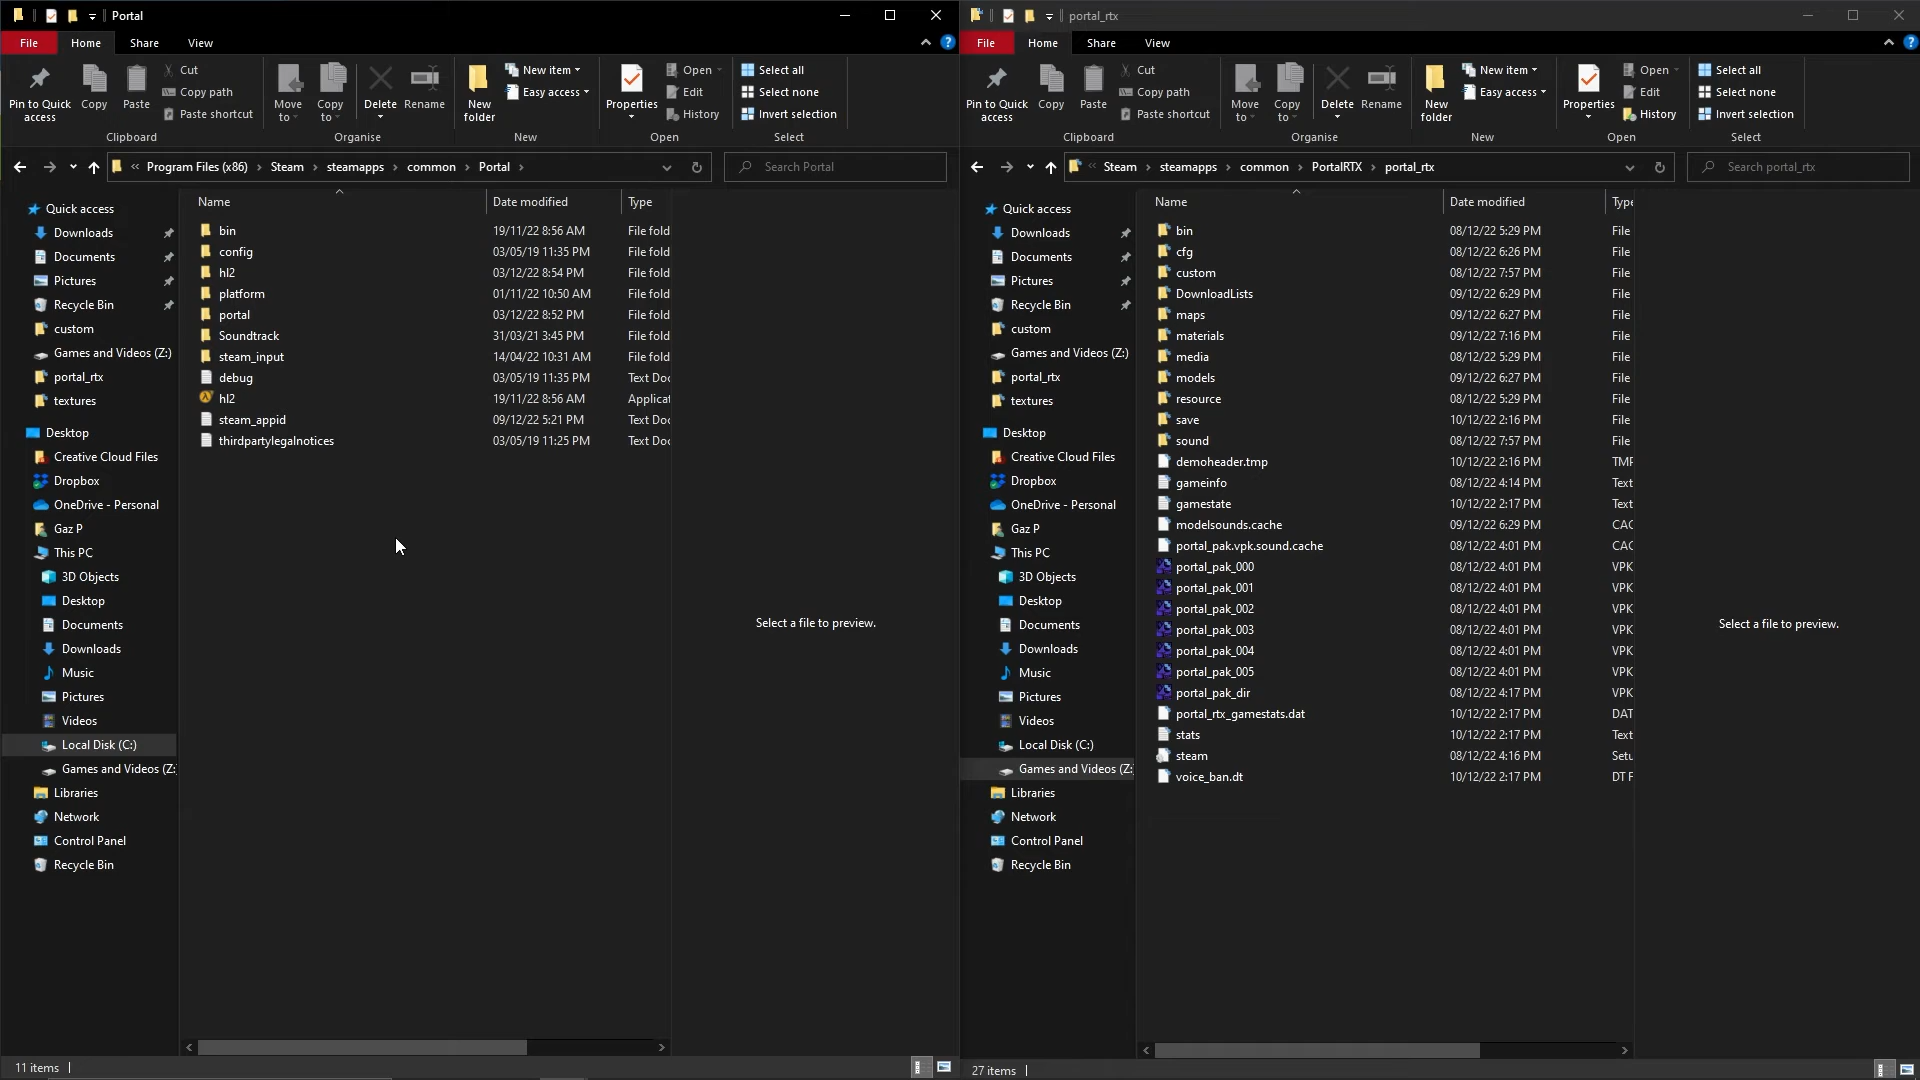 Portal
File Home Share View
Pin to Quick access
Copy
Paste
Cut
Copy path
Paste shortcut
Clipboard
Move to
Copy to
Delete
Rename
Organise
New folder
New item
Easy access
New
Properties
Open
Edit
History
Open
Select all
Select none
Invert selection
Select
« Program Files (x86) > Steam > steamapps > common > Portal >
Search Portal
Quick access
Downloads
Documents
Pictures
Recycle Bin
custom
Games and Videos (Z:)
portal_rtx
textures
Desktop
Creative Cloud Files
Dropbox
OneDrive - Personal
Gaz P
This PC
3D Objects
Desktop
Documents
Downloads
Music
Pictures
Videos
Local Disk (C:)
Games and Videos (Z:
Libraries
Network
Control Panel
Recycle Bin
Name Date modified Type
bin 19/11/22 8:56 AM File fold
config 03/05/19 11:35 PM File fold
hl2 03/12/22 8:54 PM File fold
platform 01/11/22 10:50 AM File fold
portal 03/12/22 8:52 PM File fold
Soundtrack 31/03/21 3:45 PM File fold
steam_input 14/04/22 10:31 AM File fold
debug 03/05/19 11:35 PM Text Doc
hl2 19/11/22 8:56 AM Applicat
steam_appid 09/12/22 5:21 PM Text Doc
thirdpartylegalnotices 03/05/19 11:25 PM Text Doc
Select a file to preview.
11 items
portal_rtx
File Home Share View
Pin to Quick access
Copy
Paste
Cut
Copy path
Paste shortcut
Clipboard
Move to
Copy to
Delete
Rename
Organise
New folder
New item
Easy access
New
Properties
Open
Edit
History
Open
Select all
Select none
Invert selection
Select
« Steam > steamapps > common > PortalRTX > portal_rtx
Search portal_rtx
Quick access
Downloads
Documents
Pictures
Recycle Bin
custom
Games and Videos (Z:)
portal_rtx
textures
Desktop
Creative Cloud Files
Dropbox
OneDrive - Personal
Gaz P
This PC
3D Objects
Desktop
Documents
Downloads
Music
Pictures
Videos
Local Disk (C:)
Games and Videos (Z:
Libraries
Network
Control Panel
Recycle Bin
Name Date modified Type
bin 08/12/22 5:29 PM File
cfg 08/12/22 6:26 PM File
custom 08/12/22 7:57 PM File
DownloadLists 09/12/22 6:29 PM File
maps 09/12/22 6:27 PM File
materials 09/12/22 7:16 PM File
media 08/12/22 5:29 PM File
models 09/12/22 6:27 PM File
resource 08/12/22 5:29 PM File
save 10/12/22 2:16 PM File
sound 08/12/22 7:57 PM File
demoheader.tmp 10/12/22 2:16 PM TMP
gameinfo 08/12/22 4:14 PM Text
gamestate 10/12/22 2:17 PM Text
modelsounds.cache 09/12/22 6:29 PM CAC
portal_pak.vpk.sound.cache 08/12/22 4:01 PM CAC
portal_pak_000 08/12/22 4:01 PM VPK
portal_pak_001 08/12/22 4:01 PM VPK
portal_pak_002 08/12/22 4:01 PM VPK
portal_pak_003 08/12/22 4:01 PM VPK
portal_pak_004 08/12/22 4:01 PM VPK
portal_pak_005 08/12/22 4:01 PM VPK
portal_pak_dir 08/12/22 4:17 PM VPK
portal_rtx_gamestats.dat 10/12/22 2:17 PM DAT
stats 10/12/22 2:17 PM Text
steam 08/12/22 4:16 PM Setu
voice_ban.dt 10/12/22 2:17 PM DT F
Select a file to preview.
27 items